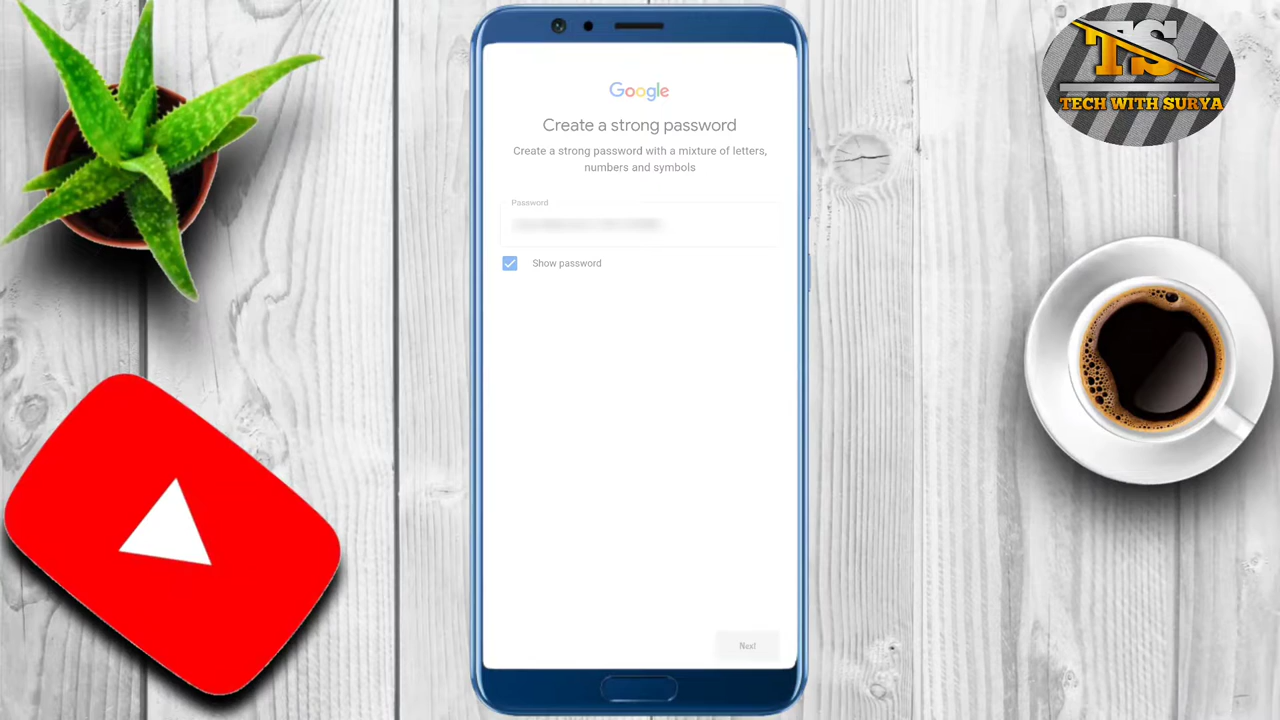 TS
TECH WITH SURYA
Google
Create a strong password
Create a strong password with a mixture of letters,
numbers and symbols
Password
Show password
Next